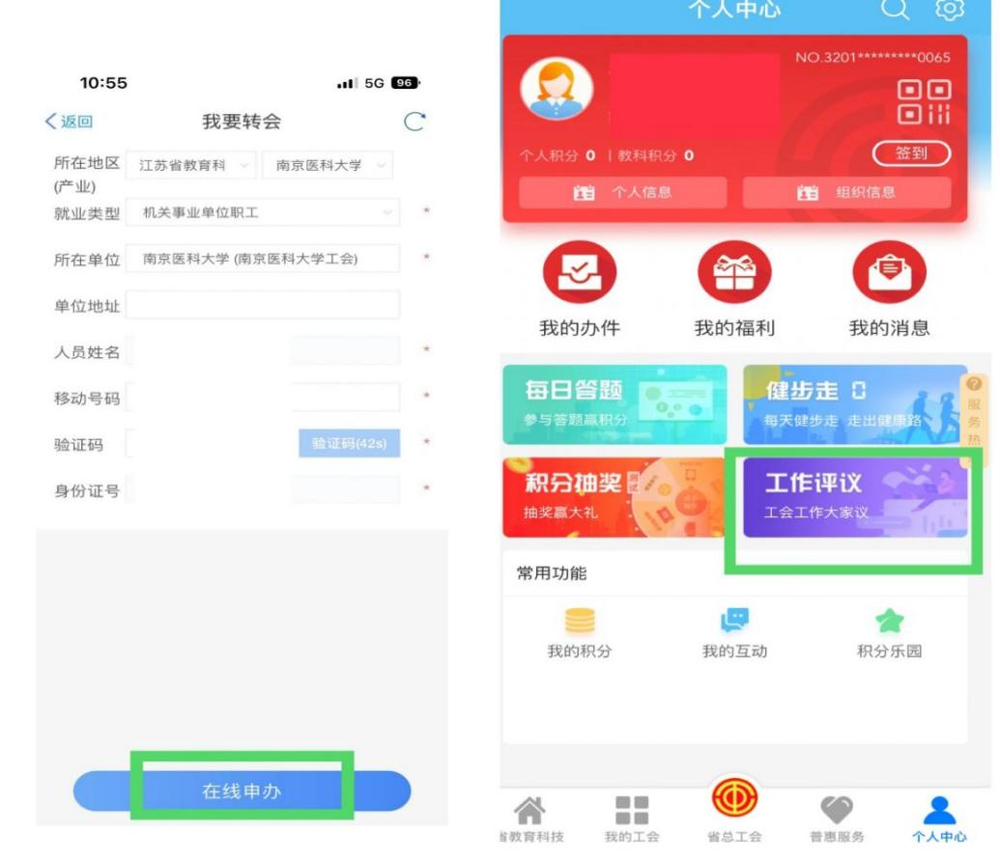 10:55
5G 96
返回
我要转会
所在地区
(产业)
江苏省教育科
南京医科大学
就业类型
机关事业单位职工
*
所在单位
南京医科大学 (南京医科大学工会)
*
单位地址
人员姓名
*
移动号码
*
验证码
验证码(42s)
*
身份证号
*
在线申办
个人中心
NO.3201*********0065
个人积分 0 | 教科积分 0
签到
个人信息
组织信息
我的办件
我的福利
我的消息
每日答题
参与答题赢积分
健步走
每天健步走 走出健康路
服务热
积分抽奖
测试
抽奖赢大礼
工作评议
工会工作大家议
常用功能
我的积分
我的互动
积分乐园
省教育科技
我的工会
省总工会
普惠服务
个人中心